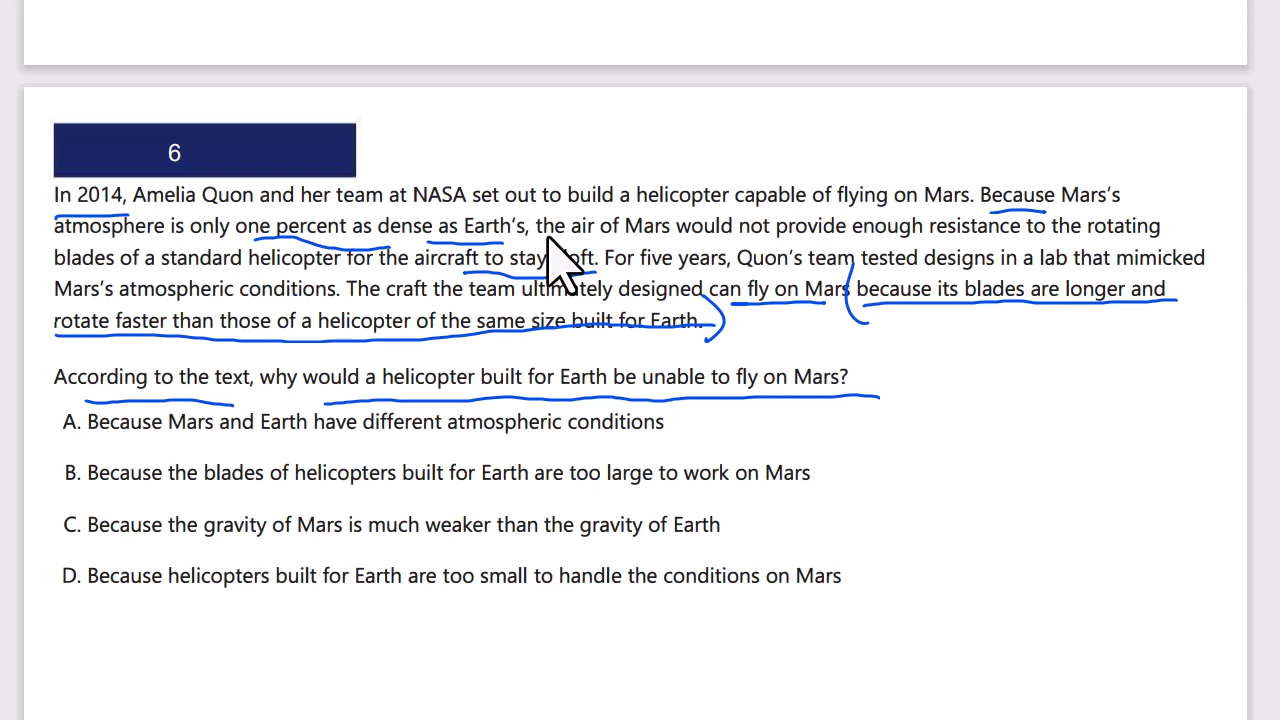 6
In 2014, Amelia Quon and her team at NASA set out to build a helicopter capable of flying on Mars. Because Mars's
atmosphere is only one percent as dense as Earth's, the air of Mars would not provide enough resistance to the rotating
blades of a standard helicopter for the aircraft to stay aloft. For five years, Quon's team tested designs in a lab that mimicked
Mars's atmospheric conditions. The craft the team ultimately designed can fly on Mars because its blades are longer and
rotate faster than those of a helicopter of the same size built for Earth.
According to the text, why would a helicopter built for Earth be unable to fly on Mars?
A. Because Mars and Earth have different atmospheric conditions
B. Because the blades of helicopters built for Earth are too large to work on Mars
C. Because the gravity of Mars is much weaker than the gravity of Earth
D. Because helicopters built for Earth are too small to handle the conditions on Mars